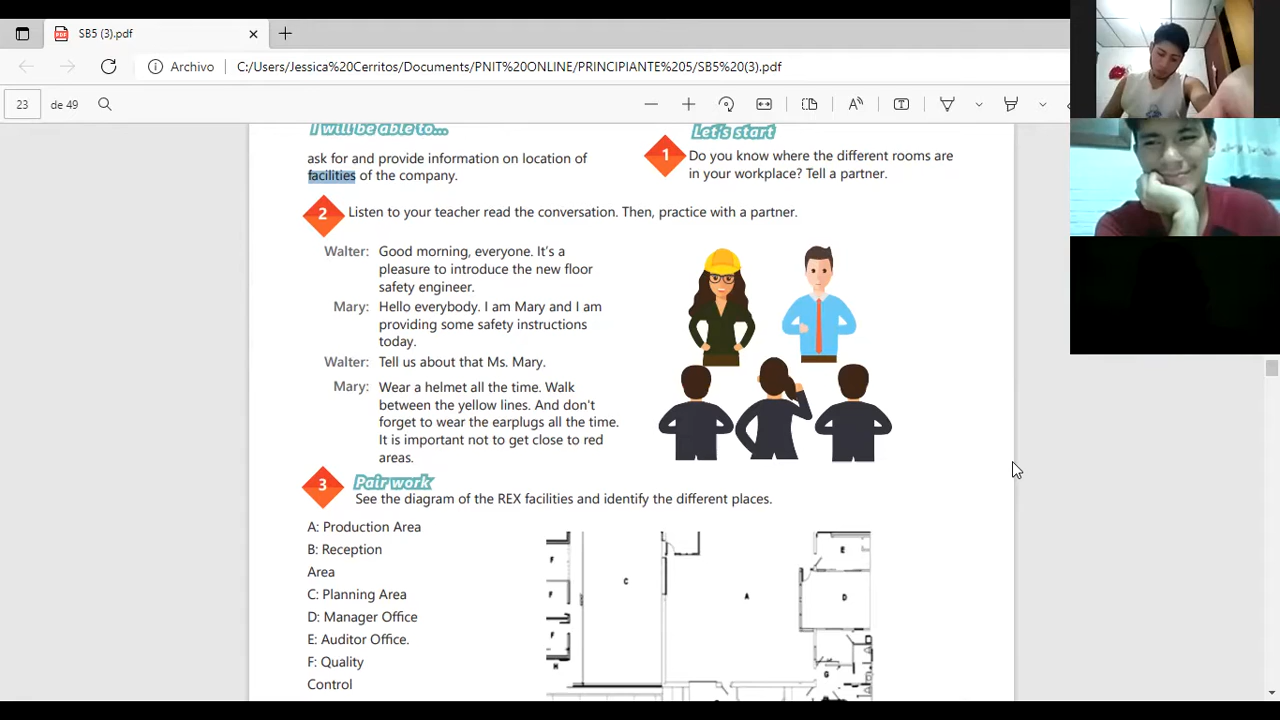 SB5 (3).pdf
Archivo
C:/Users/Jessica%20Cerritos/Documents/PNIT%20ONLINE/PRINCIPIANTE%205/SB5%20(3).pdf
23 de 49
I will be able to...
ask for and provide information on location of
facilities of the company.
Let's start
1
Do you know where the different rooms are
in your workplace? Tell a partner.
2
Listen to your teacher read the conversation. Then, practice with a partner.
Walter: Good morning, everyone. It's a
pleasure to introduce the new floor
safety engineer.
Mary: Hello everybody. I am Mary and I am
providing some safety instructions
today.
Walter: Tell us about that Ms. Mary.
Mary: Wear a helmet all the time. Walk
between the yellow lines. And don't
forget to wear the earplugs all the time.
It is important not to get close to red
areas.
3
Pair work
See the diagram of the REX facilities and identify the different places.
A: Production Area
B: Reception
Area
C: Planning Area
D: Manager Office
E: Auditor Office.
F: Quality
Control
F
F
F
H
C
A
E
D
G